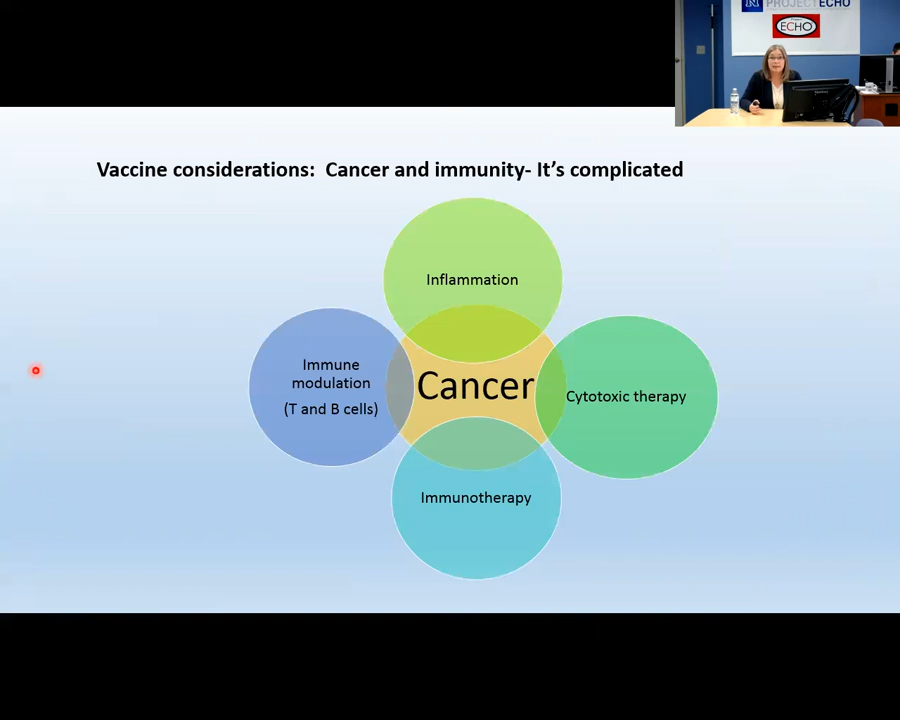 N PROJECT ECHO
ECHO
Vaccine considerations:  Cancer and immunity- It's complicated
Inflammation
Immune
modulation
(T and B cells)
Cancer
Cytotoxic therapy
Immunotherapy